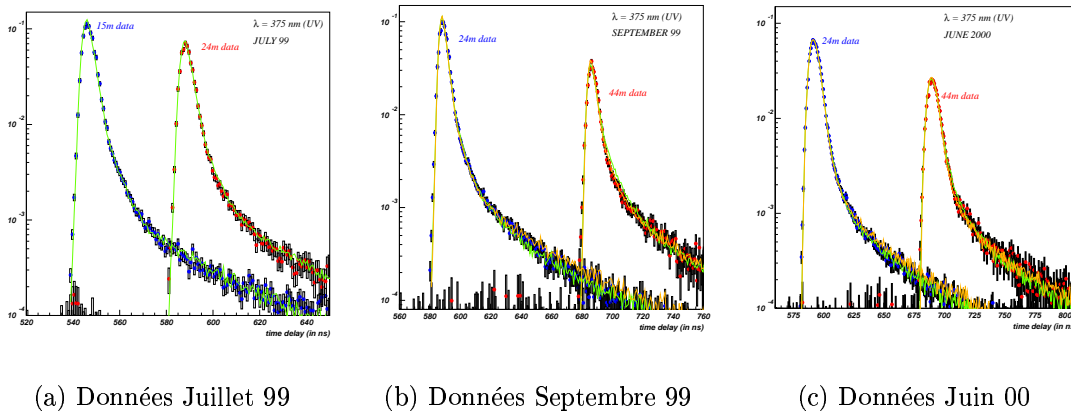 λ = 375 nm (UV)
JULY 99
15m data
24m data
10^-1
10^-2
10^-3
10^-4
520 540 560 580 600 620 640
time delay (in ns)
(a) Données Juillet 99
λ = 375 nm (UV)
SEPTEMBER 99
24m data
44m data
10^-1
10^-2
10^-3
10^-4
560 580 600 620 640 660 680 700 720 740 760
time delay (in ns)
(b) Données Septembre 99
λ = 375 nm (UV)
JUNE 2000
24m data
44m data
10^-1
10^-2
10^-3
10^-4
575 600 625 650 675 700 725 750 775 800
time delay (in ns)
(c) Données Juin 00